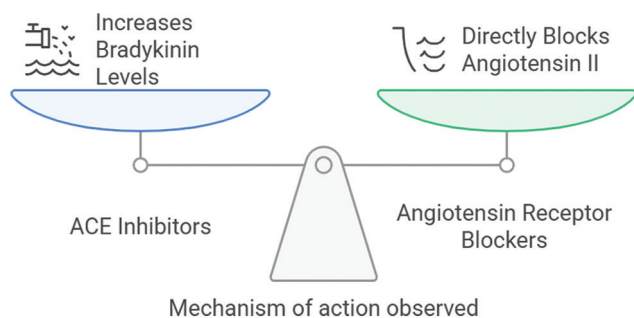 Increases
Bradykinin
Levels
Directly Blocks
Angiotensin II
ACE Inhibitors
Angiotensin Receptor
Blockers
Mechanism of action observed